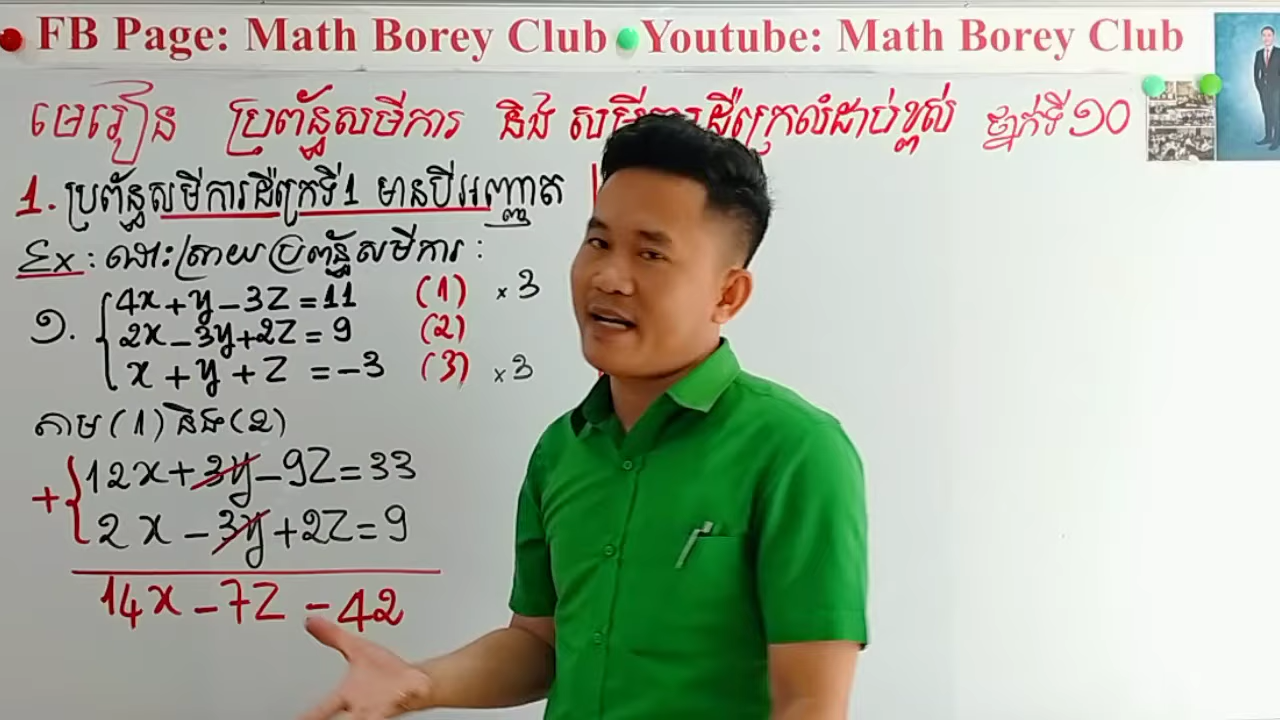 FB Page: Math Borey Club Youtube: Math Borey Club
មេរៀន ប្រព័ន្ធសមីការ និង សមីការដឺក្រេលំដាប់ខ្ពស់ ថ្នាក់ទី១០
1. ប្រព័ន្ធសមីការដឺក្រេទី1 មានបីអញ្ញាត
Ex : ដោះស្រាយប្រព័ន្ធសមីការ :
១. 4x+y-3z=11 (1) ×3
2x-3y+2z=9 (2)
x+y+z=-3 (3) ×3
តាម(1)និង(2)
+ 12x+3y-9z=33
2x-3y+2z=9
14x-7z=42